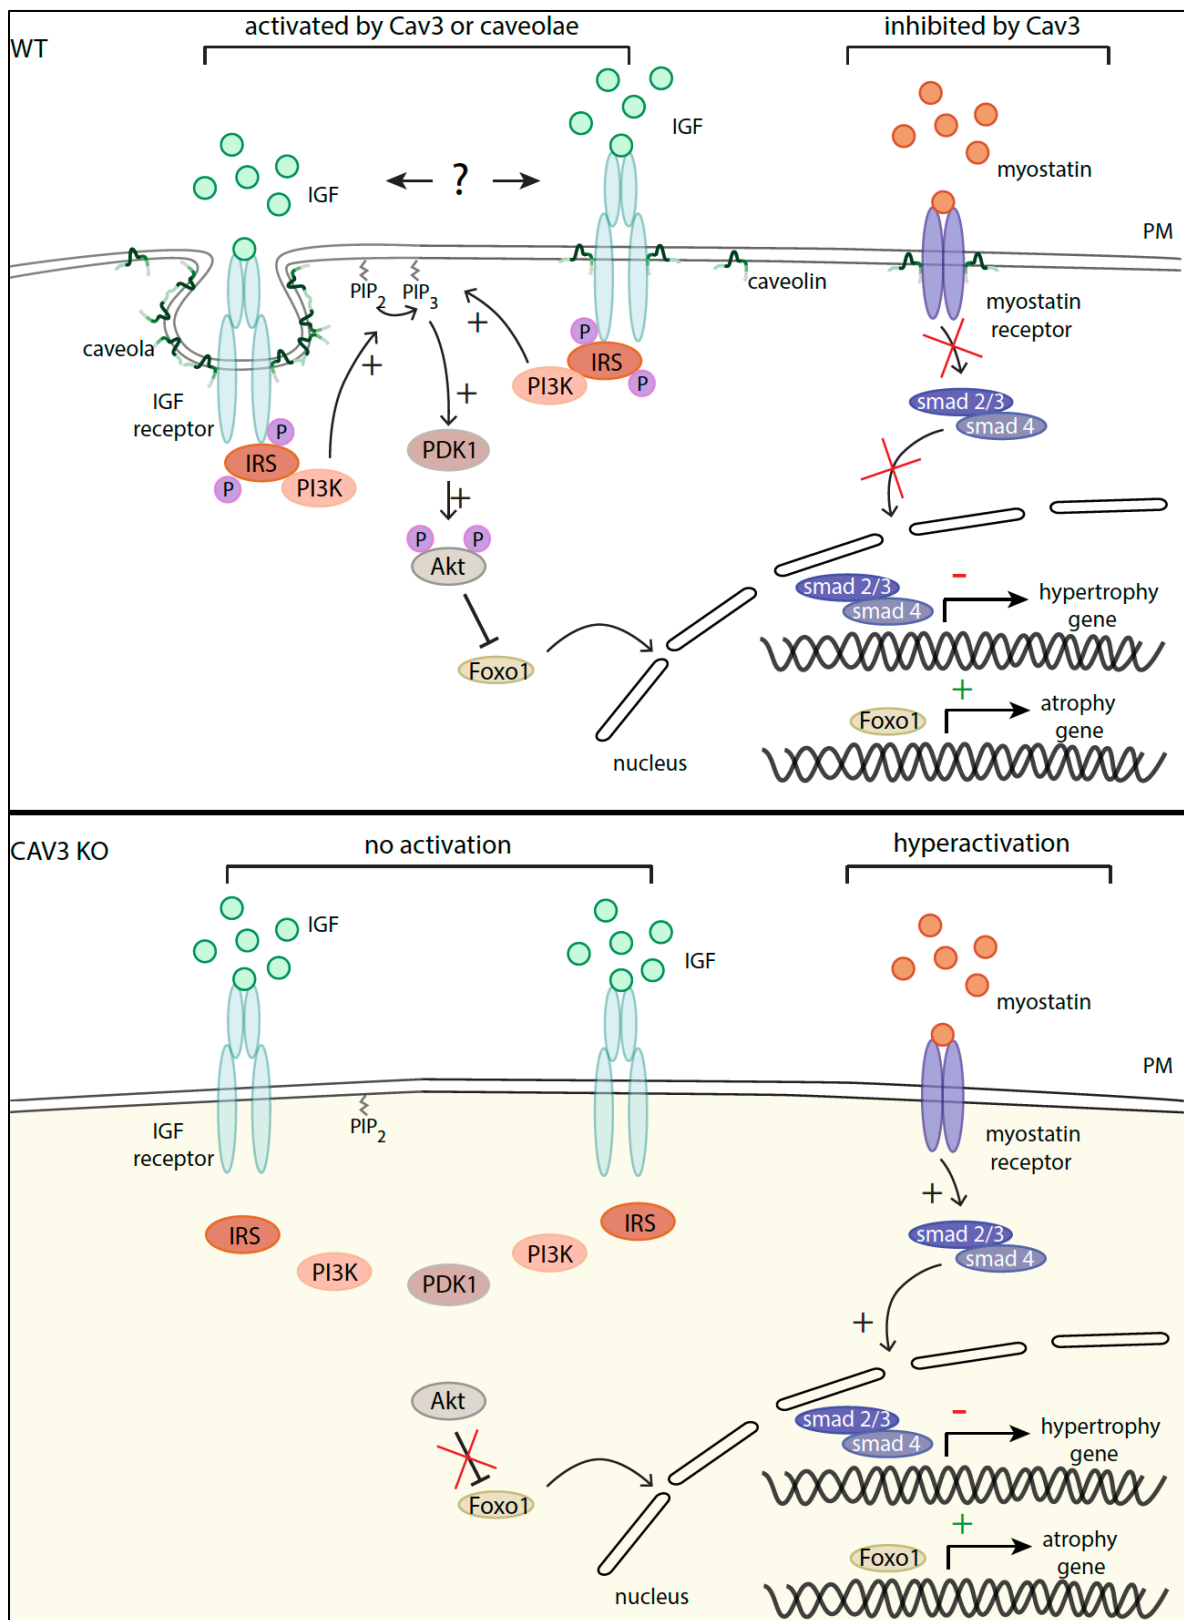 WT
activated by Cav3 or caveolae
inhibited by Cav3
IGF
IGF
?
myostatin
PM
PIP2
PIP3
caveolin
myostatin
receptor
caveola
IGF
receptor
+
+
+
P
IRS
P
PI3K
P
IRS
P
PI3K
PDK1
+
P
P
Akt
Foxo1
smad 2/3
smad 4
smad 2/3
smad 4
–
hypertrophy
gene
+
Foxo1
atrophy
gene
nucleus
CAV3 KO
no activation
hyperactivation
IGF
IGF
myostatin
PM
PIP2
IGF
receptor
myostatin
receptor
+
IRS
IRS
PI3K
PI3K
PDK1
smad 2/3
smad 4
+
Akt
Foxo1
smad 2/3
smad 4
–
hypertrophy
gene
+
Foxo1
atrophy
gene
nucleus